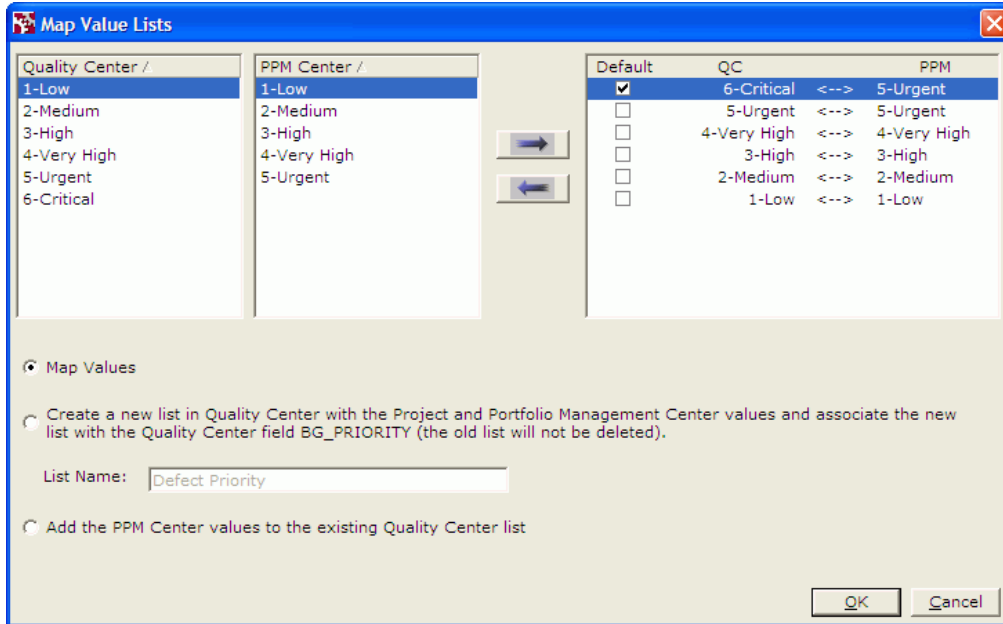 Map Value Lists
Quality Center /
1-Low
2-Medium
3-High
4-Very High
5-Urgent
6-Critical
PPM Center /
1-Low
2-Medium
3-High
4-Very High
5-Urgent
Default QC PPM
6-Critical <--> 5-Urgent
5-Urgent <--> 5-Urgent
4-Very High <--> 4-Very High
3-High <--> 3-High
2-Medium <--> 2-Medium
1-Low <--> 1-Low
Map Values
Create a new list in Quality Center with the Project and Portfolio Management Center values and associate the new
list with the Quality Center field BG_PRIORITY (the old list will not be deleted).
List Name: Defect Priority
Add the PPM Center values to the existing Quality Center list
OK Cancel